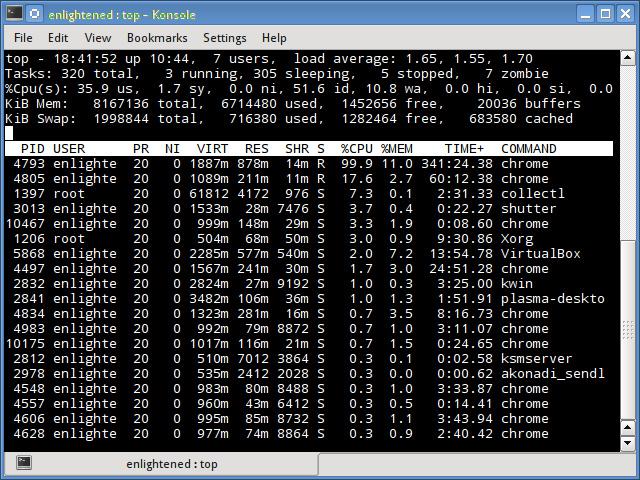 enlightened : top - Konsole
File Edit View Bookmarks Settings Help
top - 18:41:52 up 10:44,  7 users,  load average: 1.65, 1.55, 1.70
Tasks: 320 total,   3 running, 305 sleeping,   5 stopped,   7 zombie
%Cpu(s): 35.9 us,  1.7 sy,  0.0 ni, 51.6 id, 10.8 wa,  0.0 hi,  0.0 si,  0.0
KiB Mem:   8167136 total,  6714480 used,  1452656 free,    20036 buffers
KiB Swap:  1998844 total,   716380 used,  1282464 free,   683580 cached
PID USER      PR  NI  VIRT  RES  SHR S  %CPU %MEM    TIME+  COMMAND
4793 enlighte  20   0 1887m 878m  14m R  99.9 11.0 341:24.38 chrome
4805 enlighte  20   0 1089m 211m  11m R  17.6  2.7  60:12.38 chrome
1397 root      20   0 61812 4172  976 S   7.3  0.1   2:31.33 collectl
3013 enlighte  20   0 1533m  28m 7476 S   3.7  0.4   0:22.27 shutter
10467 enlighte  20   0  999m 148m  29m S   3.3  1.9   0:08.60 chrome
1206 root      20   0  504m  68m  50m S   3.0  0.9   9:30.86 Xorg
5868 enlighte  20   0 2285m 577m 540m S   2.0  7.2  13:54.78 VirtualBox
4497 enlighte  20   0 1567m 241m  30m S   1.7  3.0  24:51.28 chrome
2832 enlighte  20   0 2824m  27m 9192 S   1.0  0.3   3:25.00 kwin
2841 enlighte  20   0 3482m 106m  36m S   1.0  1.3   1:51.91 plasma-deskto
4834 enlighte  20   0 1323m 281m  16m S   0.7  3.5   8:16.73 chrome
4983 enlighte  20   0  992m  79m 8872 S   0.7  1.0   3:11.07 chrome
10175 enlighte  20   0 1017m 116m  21m S   0.7  1.5   0:24.65 chrome
2812 enlighte  20   0  510m 7012 3864 S   0.3  0.1   0:02.58 ksmserver
2978 enlighte  20   0  535m 2412 2028 S   0.3  0.0   0:00.62 akonadi_sendl
4548 enlighte  20   0  983m  80m 8488 S   0.3  1.0   3:33.87 chrome
4557 enlighte  20   0  960m  43m 6412 S   0.3  0.5   0:14.41 chrome
4606 enlighte  20   0  995m  85m 8732 S   0.3  1.1   3:43.94 chrome
4628 enlighte  20   0  977m  74m 8864 S   0.3  0.9   2:40.42 chrome
enlightened : top